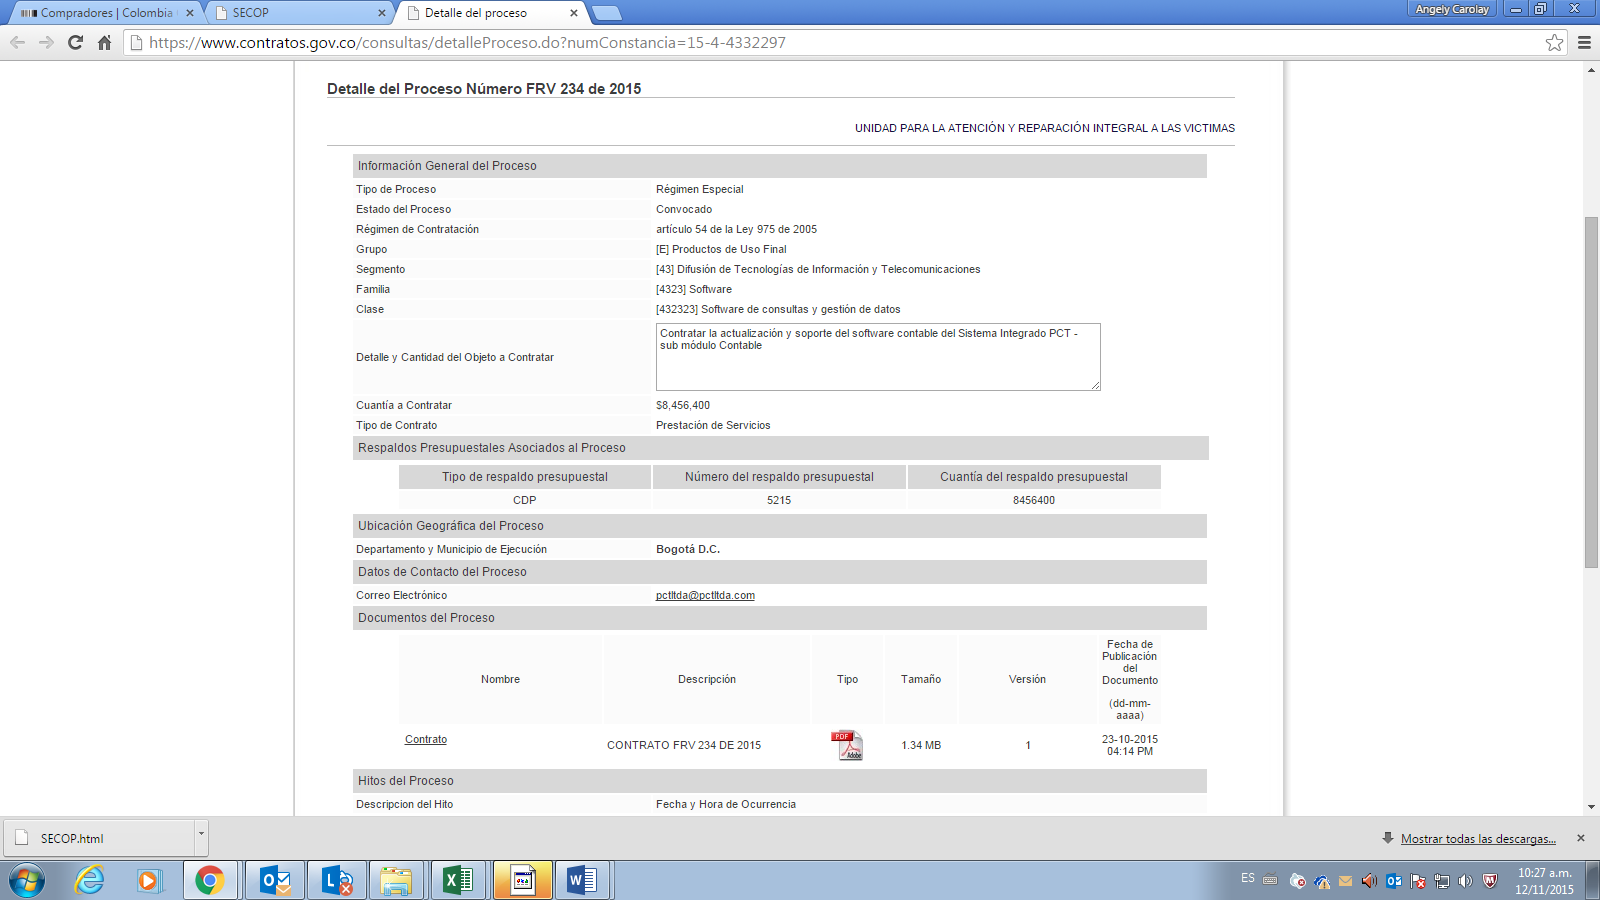 Compradores | Colombia
SECOP
Detalle del proceso
Angely Carolay
https://www.contratos.gov.co/consultas/detalleProceso.do?numConstancia=15-4-4332297
Detalle del Proceso Número FRV 234 de 2015
UNIDAD PARA LA ATENCIÓN Y REPARACIÓN INTEGRAL A LAS VICTIMAS
Información General del Proceso
Tipo de Proceso Régimen Especial
Estado del Proceso Convocado
Régimen de Contratación artículo 54 de la Ley 975 de 2005
Grupo [E] Productos de Uso Final
Segmento [43] Difusión de Tecnologías de Información y Telecomunicaciones
Familia [4323] Software
Clase [432323] Software de consultas y gestión de datos
Detalle y Cantidad del Objeto a Contratar
Contratar la actualización y soporte del software contable del Sistema Integrado PCT -
sub módulo Contable
Cuantía a Contratar $8,456,400
Tipo de Contrato Prestación de Servicios
Respaldos Presupuestales Asociados al Proceso
Tipo de respaldo presupuestal Número del respaldo presupuestal Cuantía del respaldo presupuestal
CDP 5215 8456400
Ubicación Geográfica del Proceso
Departamento y Municipio de Ejecución Bogotá D.C.
Datos de Contacto del Proceso
Correo Electrónico pctltda@pctltda.com
Documentos del Proceso
Nombre Descripción Tipo Tamaño Versión
Fecha de
Publicación
del
Documento
(dd-mm-
aaaa)
Contrato CONTRATO FRV 234 DE 2015 PDF Adobe 1.34 MB 1
23-10-2015
04:14 PM
Hitos del Proceso
Descripcion del Hito Fecha y Hora de Ocurrencia
SECOP.html
Mostrar todas las descargas...
ES
10:27 a.m.
12/11/2015